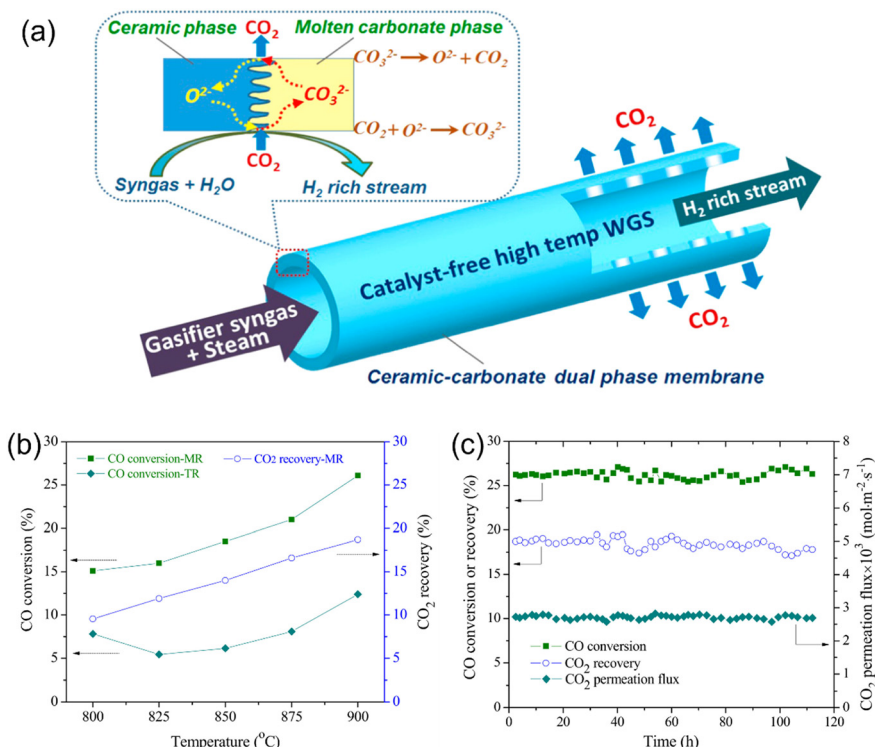 (a)
Ceramic phase
CO2
Molten carbonate phase
CO3²⁻ → O²⁻ + CO2
O²⁻
CO3²⁻
CO2 + O²⁻ → CO3²⁻
CO2
Syngas + H2O
H2 rich stream
CO2
H2 rich stream
Catalyst-free high temp WGS
Gasifier syngas
+ Steam
CO2
Ceramic-carbonate dual phase membrane
(b)
CO conversion-MR
CO2 recovery-MR
CO conversion-TR
30
25
20
15
10
5
0
CO conversion (%)
30
25
20
15
10
5
0
CO2 recovery (%)
800
825
850
875
900
Temperature (°C)
(c)
30
25
20
15
10
5
0
CO conversion or recovery (%)
8
7
6
5
4
3
2
1
0
CO2 permeation flux×10³ (mol·m⁻²·s⁻¹)
CO conversion
CO2 recovery
CO2 permeation flux
0
20
40
60
80
100
120
Time (h)